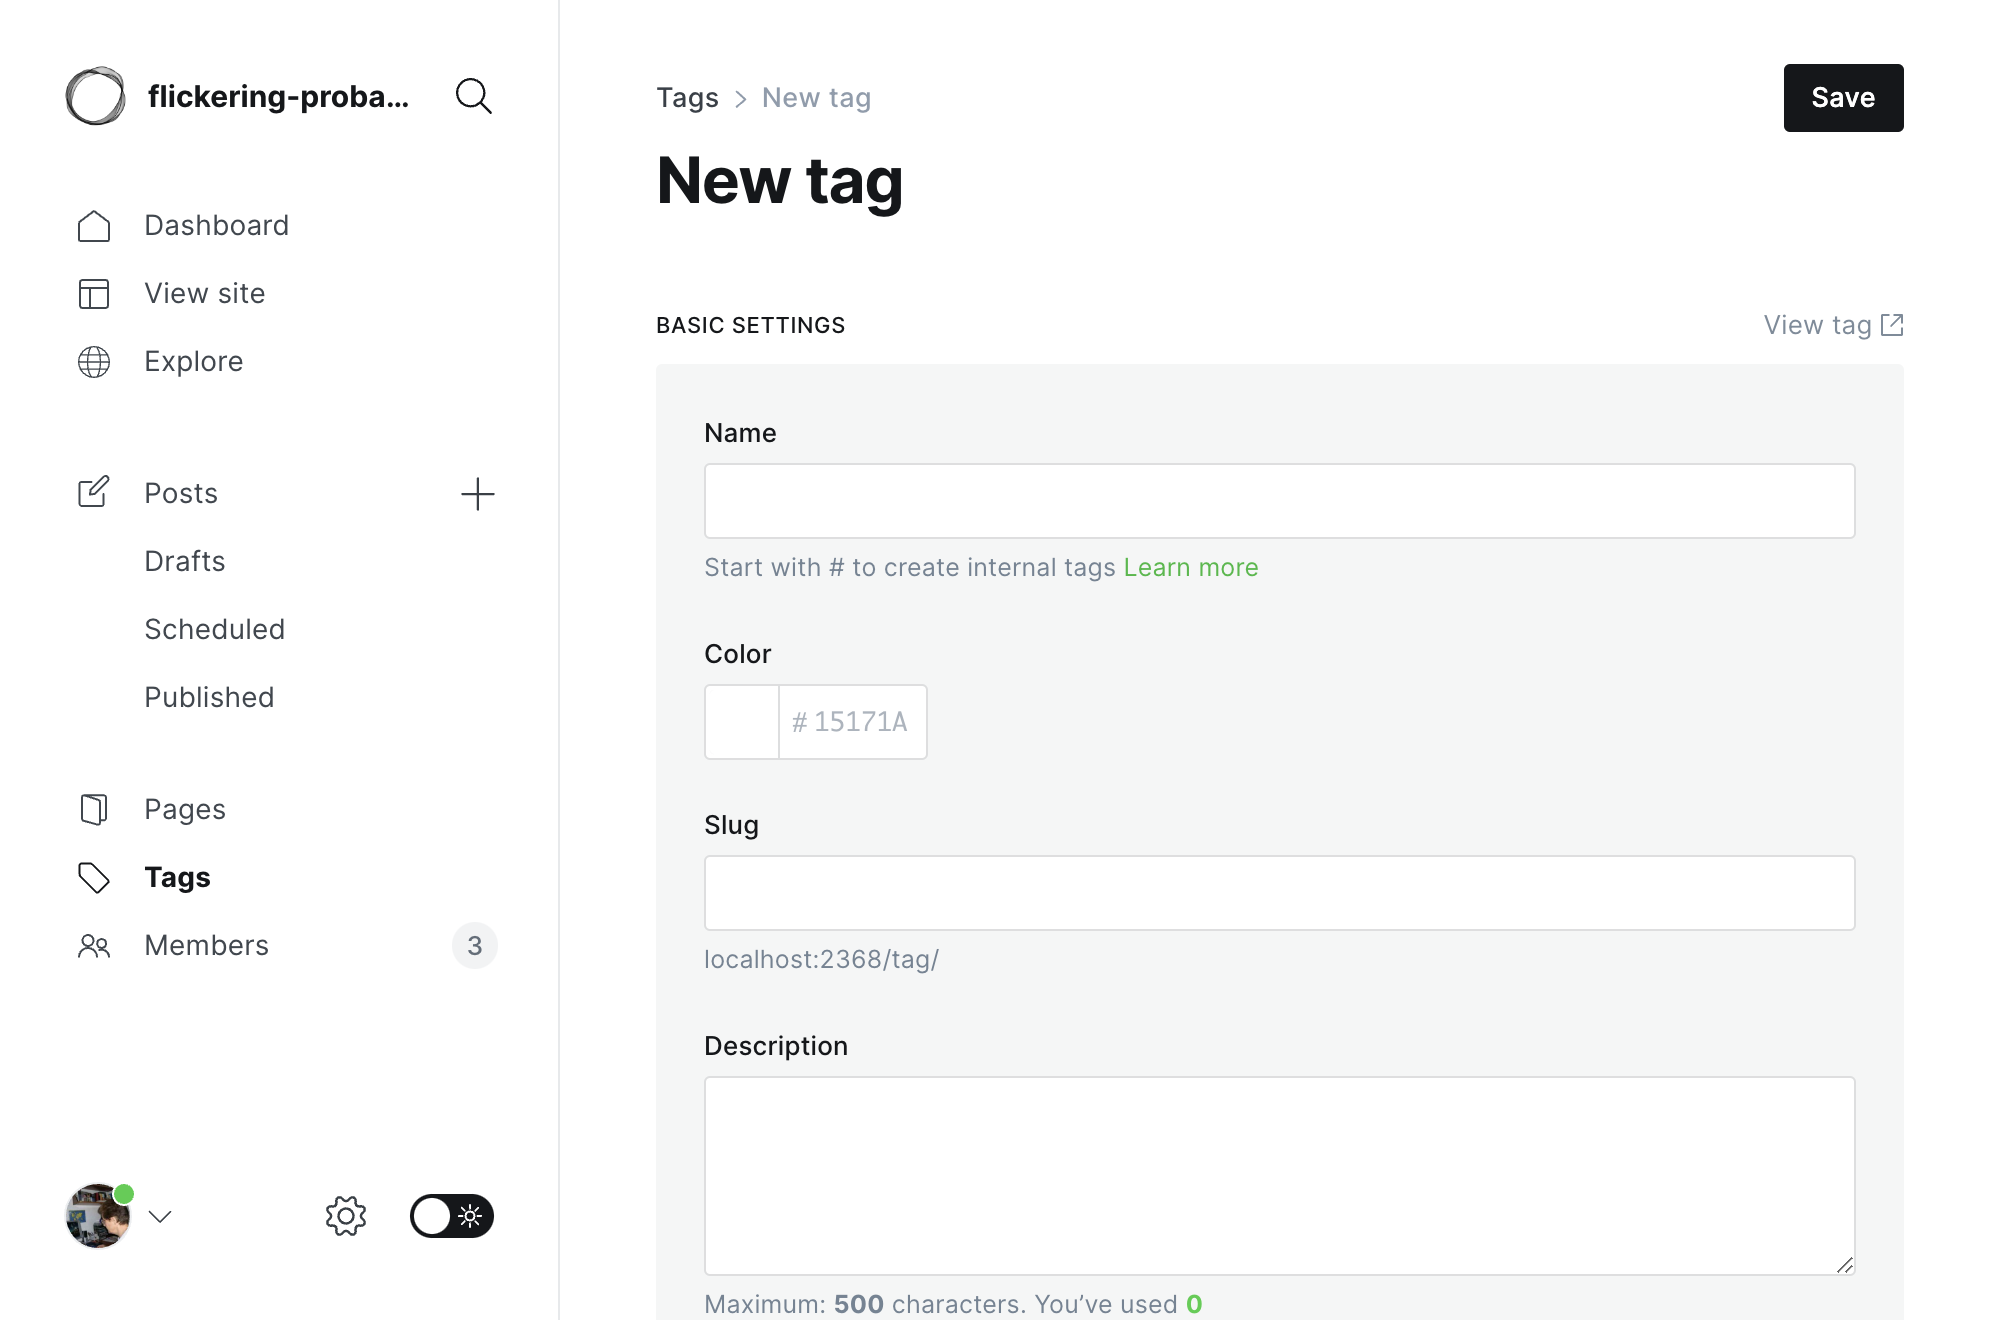 flickering-proba...
Dashboard
View site
Explore
Posts
Drafts
Scheduled
Published
Pages
Tags
Members
3
Tags > New tag
Save
New tag
BASIC SETTINGS
View tag
Name
Start with # to create internal tags Learn more
Color
# 15171A
Slug
localhost:2368/tag/
Description
Maximum: 500 characters. You’ve used 0